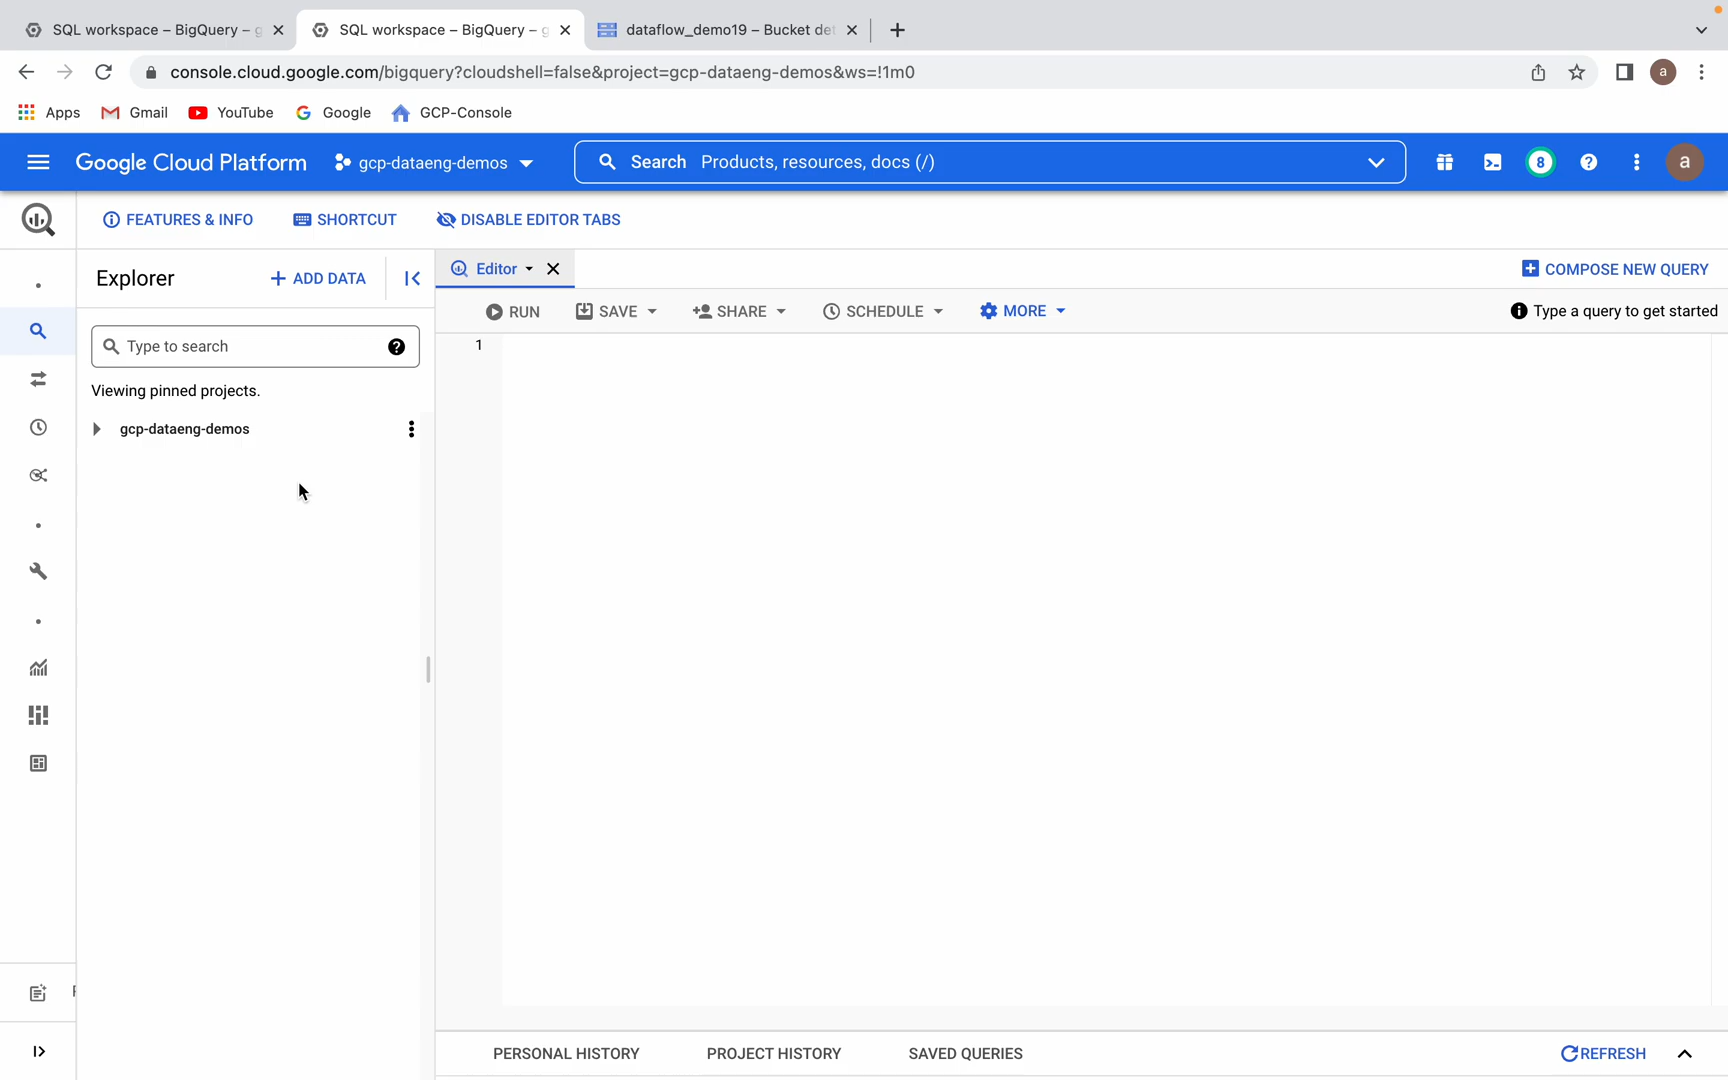 SQL workspace – BigQuery – g
SQL workspace – BigQuery – g
dataflow_demo19 – Bucket det
console.cloud.google.com/bigquery?cloudshell=false&project=gcp-dataeng-demos&ws=!1m0
a
Apps
Gmail
YouTube
Google
GCP-Console
Google Cloud Platform
gcp-dataeng-demos
Search Products, resources, docs (/)
8
a
FEATURES & INFO
SHORTCUT
DISABLE EDITOR TABS
Explorer
+ ADD DATA
Editor
COMPOSE NEW QUERY
RUN
SAVE
SHARE
SCHEDULE
MORE
Type a query to get started
Type to search
1
Viewing pinned projects.
gcp-dataeng-demos
PERSONAL HISTORY
PROJECT HISTORY
SAVED QUERIES
REFRESH